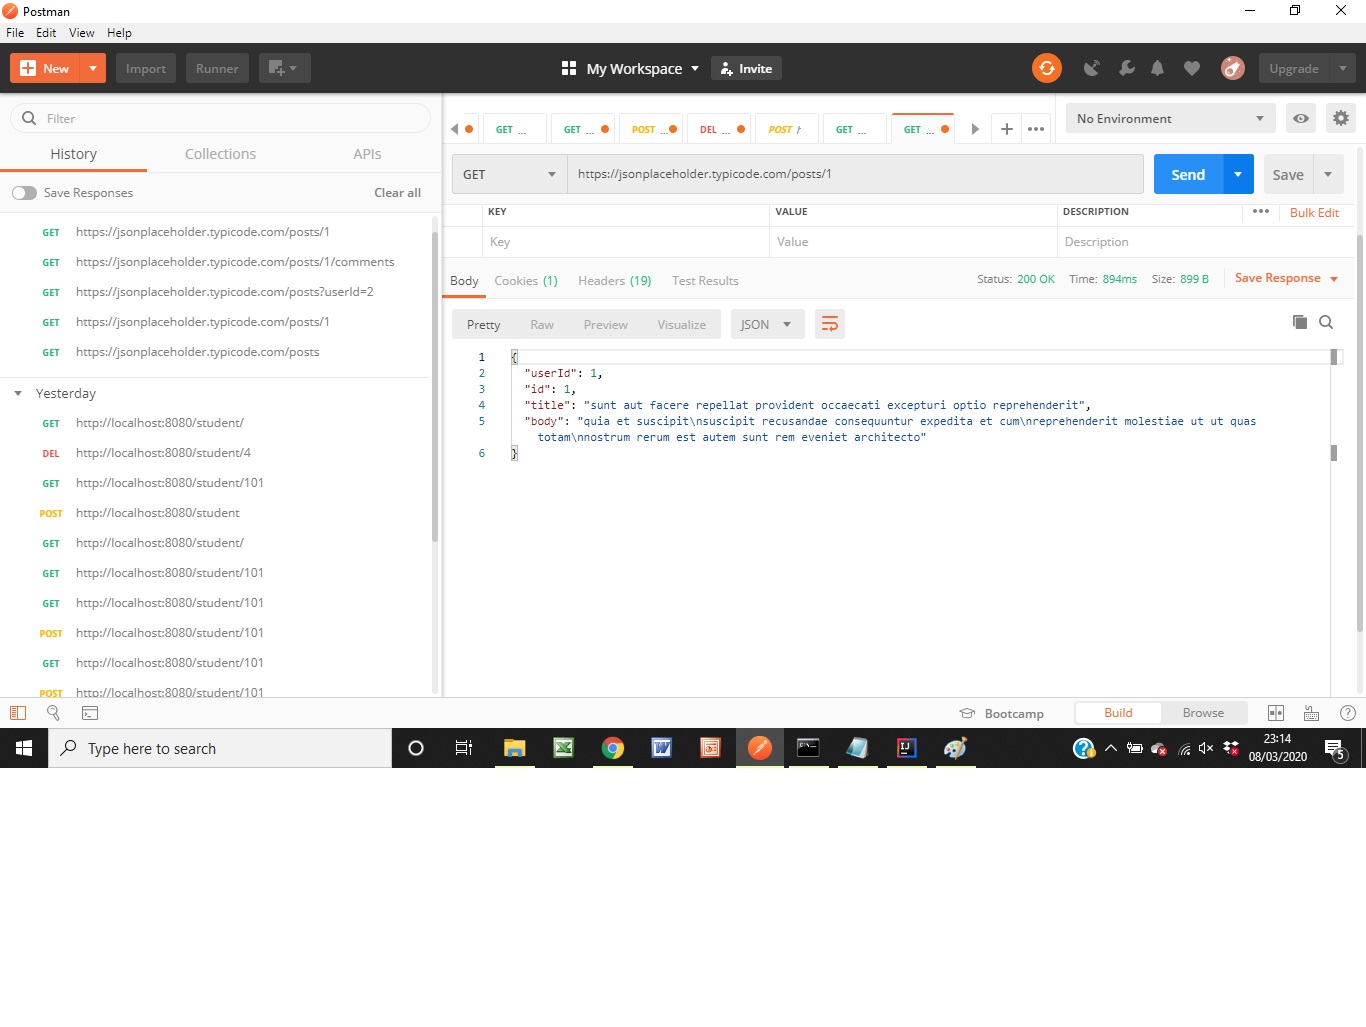 Postman
File Edit View Help
New Import Runner My Workspace Invite Upgrade
Filter
History Collections APIs
Save Responses Clear all
GET https://jsonplaceholder.typicode.com/posts/1
GET https://jsonplaceholder.typicode.com/posts/1/comments
GET https://jsonplaceholder.typicode.com/posts?userId=2
GET https://jsonplaceholder.typicode.com/posts/1
GET https://jsonplaceholder.typicode.com/posts
Yesterday
GET http://localhost:8080/student/
DEL http://localhost:8080/student/4
GET http://localhost:8080/student/101
POST http://localhost:8080/student
GET http://localhost:8080/student/
GET http://localhost:8080/student/101
GET http://localhost:8080/student/101
POST http://localhost:8080/student/101
GET http://localhost:8080/student/101
POST http://localhost:8080/student/101
GET ... GET ... POST ... DEL ... POST GET ... GET ... No Environment
GET https://jsonplaceholder.typicode.com/posts/1 Send Save
KEY VALUE DESCRIPTION ••• Bulk Edit
Key Value Description
Body Cookies (1) Headers (19) Test Results Status: 200 OK Time: 894ms Size: 899 B Save Response
Pretty Raw Preview Visualize JSON
1 {
2 "userId": 1,
3 "id": 1,
4 "title": "sunt aut facere repellat provident occaecati excepturi optio reprehenderit",
5 "body": "quia et suscipit\nsuscipit recusandae consequuntur expedita et cum\nreprehenderit molestiae ut ut quas
totam\nnostrum rerum est autem sunt rem eveniet architecto"
6 }
Bootcamp Build Browse
Type here to search
23:14
08/03/2020
5